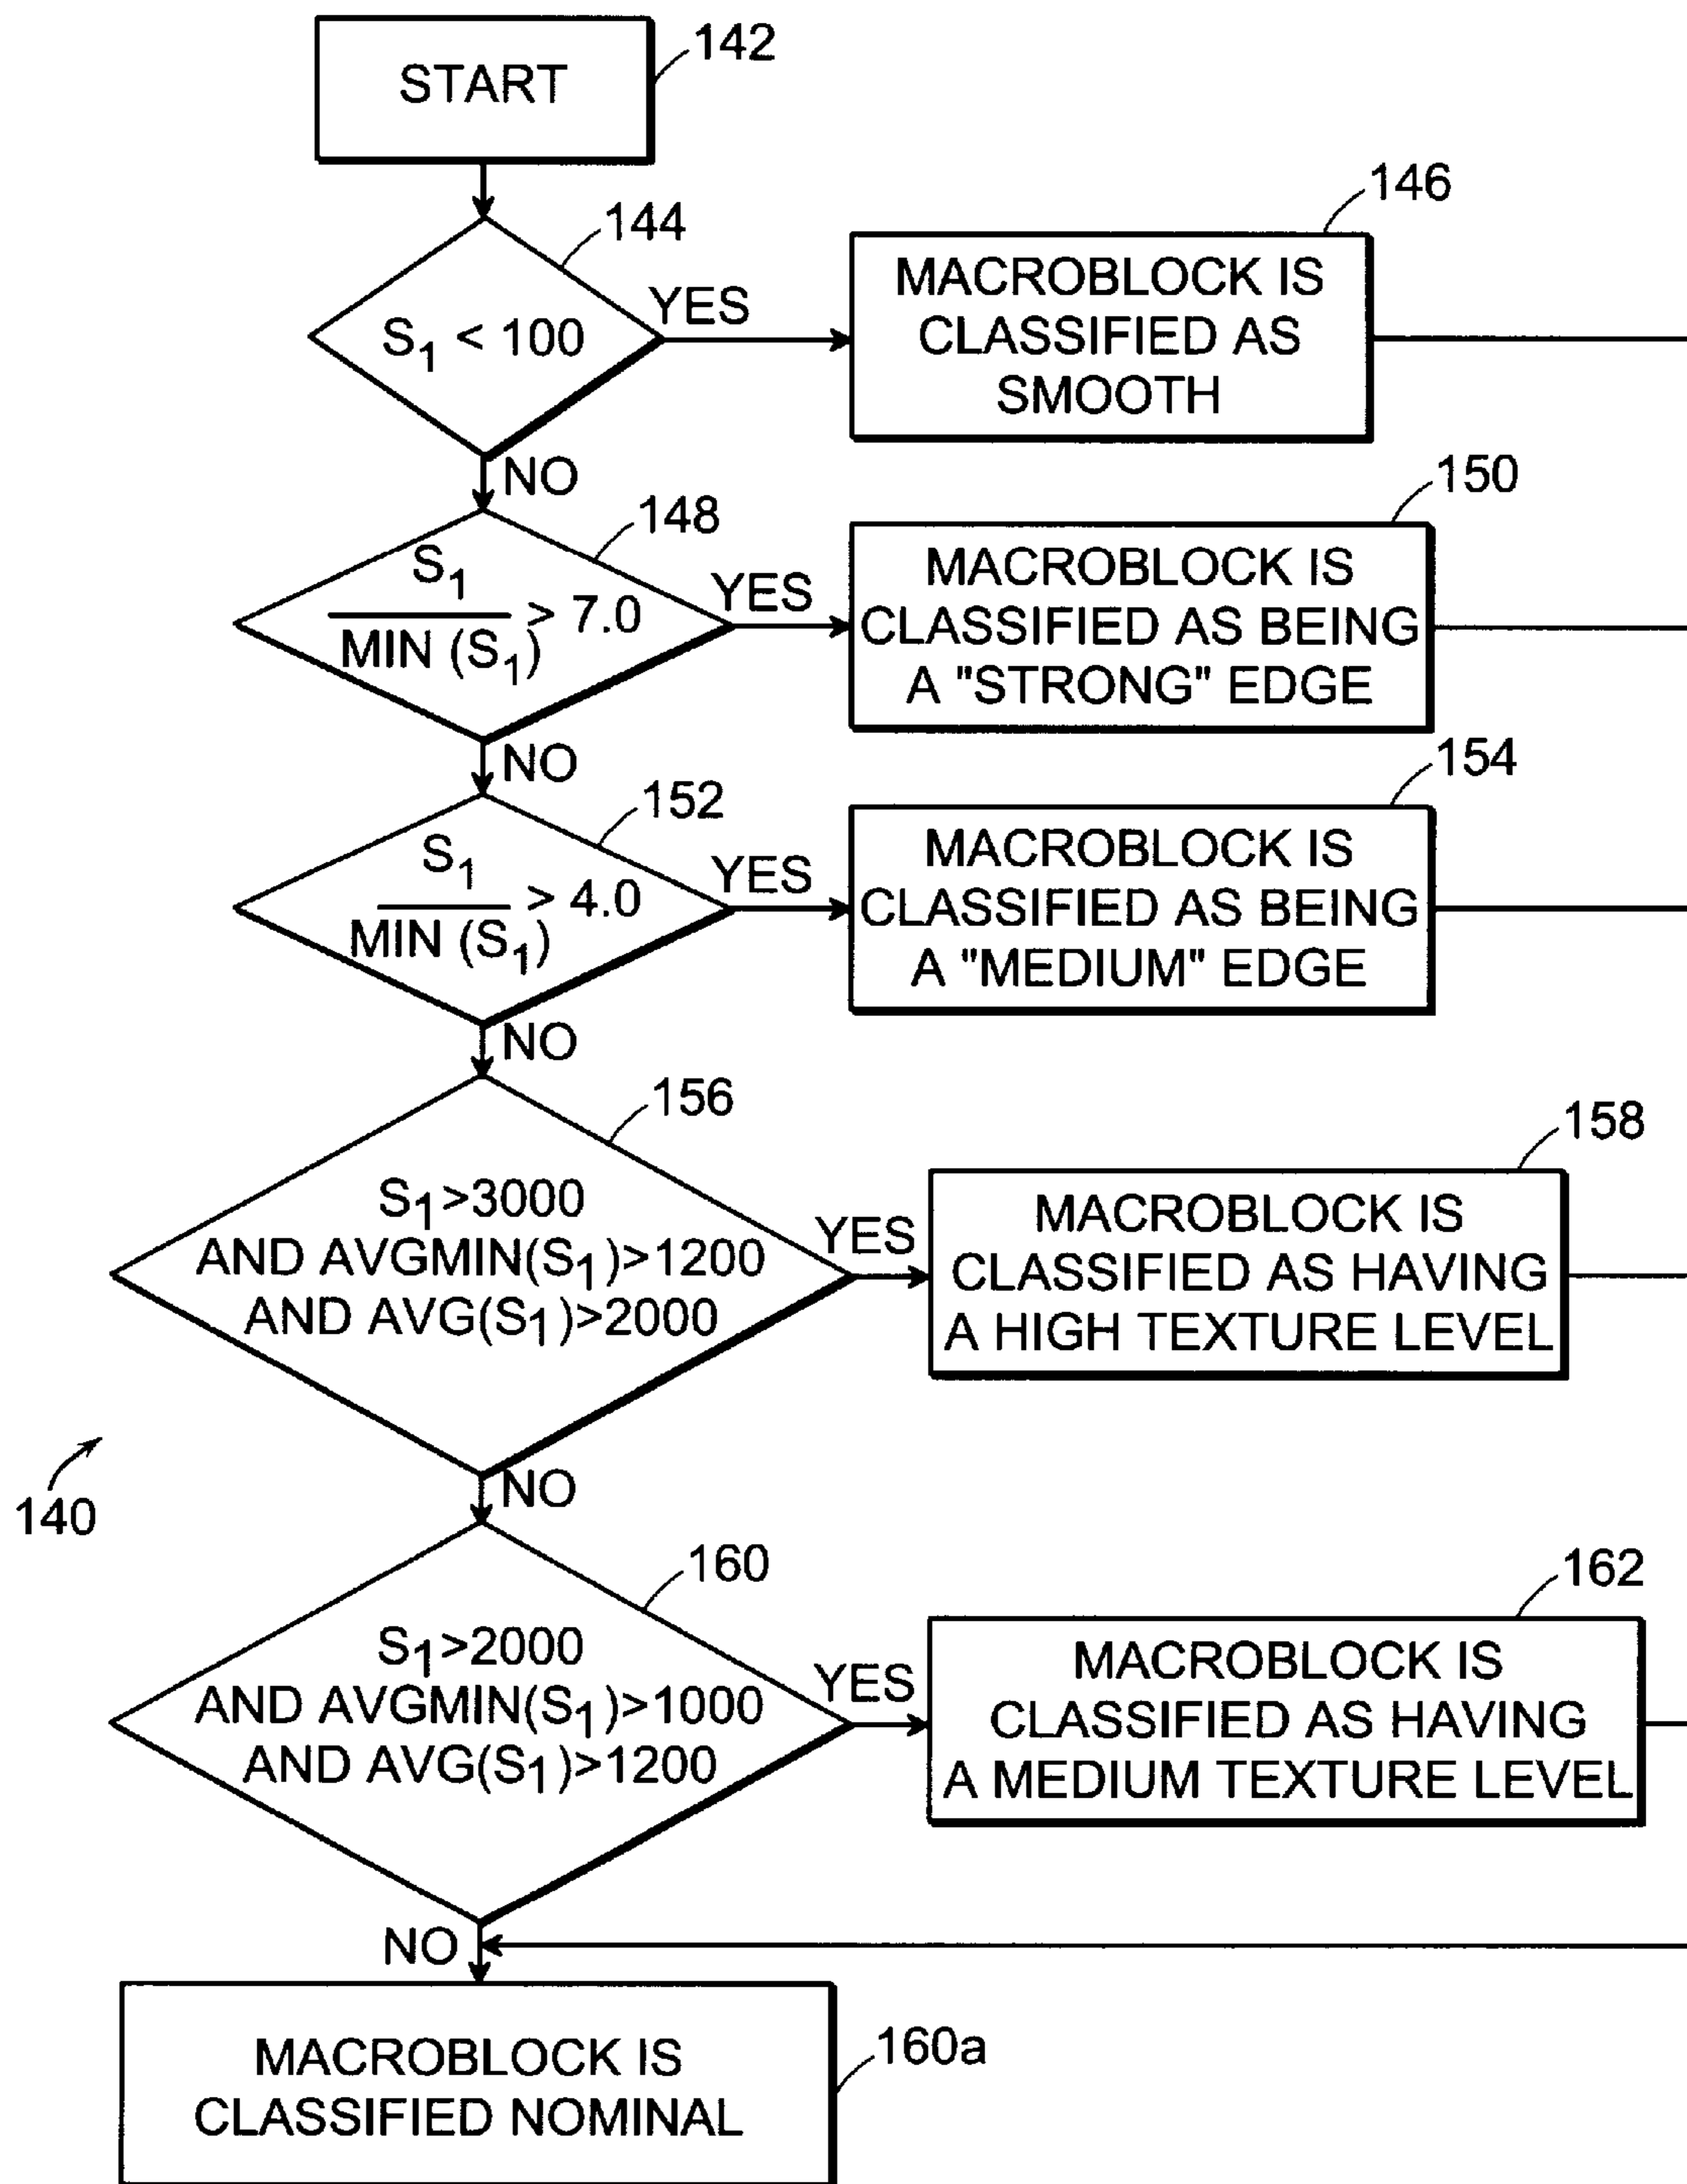 START
142
144
S1 < 100
YES
146
MACROBLOCK IS
CLASSIFIED AS
SMOOTH
NO
148
S1
MIN (S1)
> 7.0
YES
150
MACROBLOCK IS
CLASSIFIED AS BEING
A "STRONG" EDGE
NO
152
S1
MIN (S1)
> 4.0
YES
154
MACROBLOCK IS
CLASSIFIED AS BEING
A "MEDIUM" EDGE
NO
156
S1>3000
AND AVGMIN(S1)>1200
AND AVG(S1)>2000
YES
158
MACROBLOCK IS
CLASSIFIED AS HAVING
A HIGH TEXTURE LEVEL
140
NO
160
S1>2000
AND AVGMIN(S1)>1000
AND AVG(S1)>1200
YES
162
MACROBLOCK IS
CLASSIFIED AS HAVING
A MEDIUM TEXTURE LEVEL
NO
MACROBLOCK IS
CLASSIFIED NOMINAL
160a